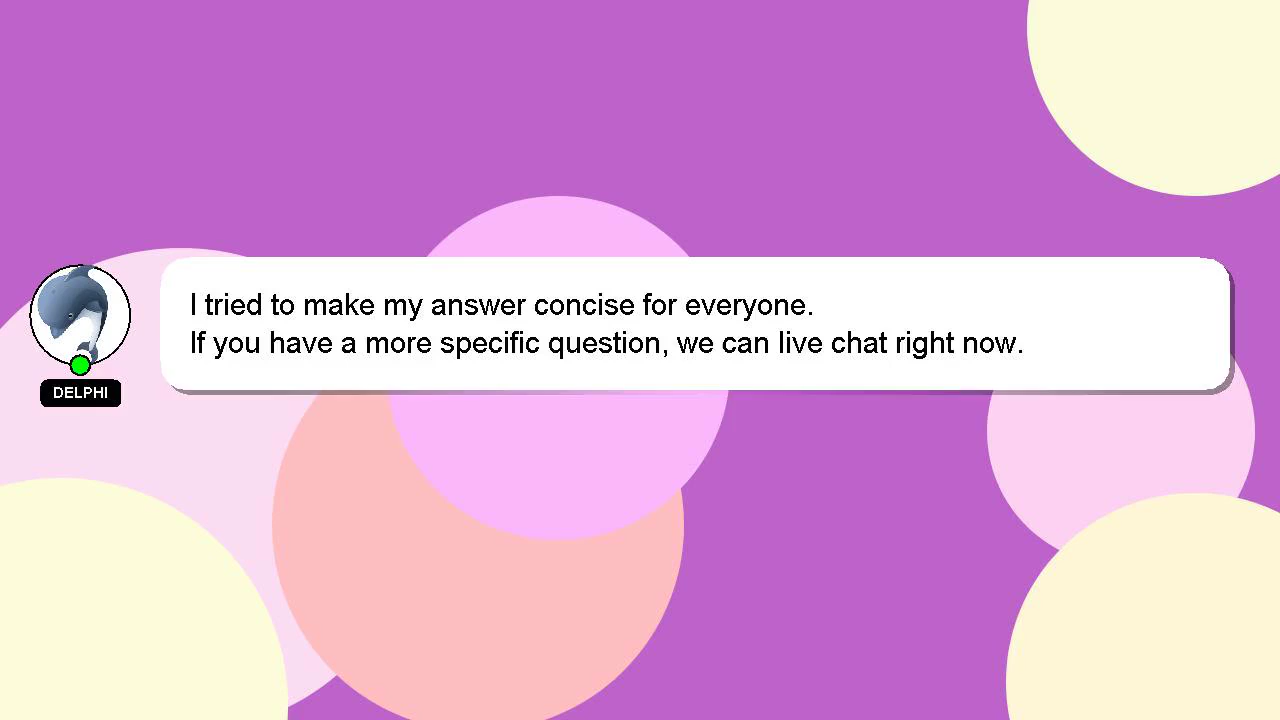 I tried to make my answer concise for everyone.
If you have a more specific question, we can live chat right now.
DELPHI